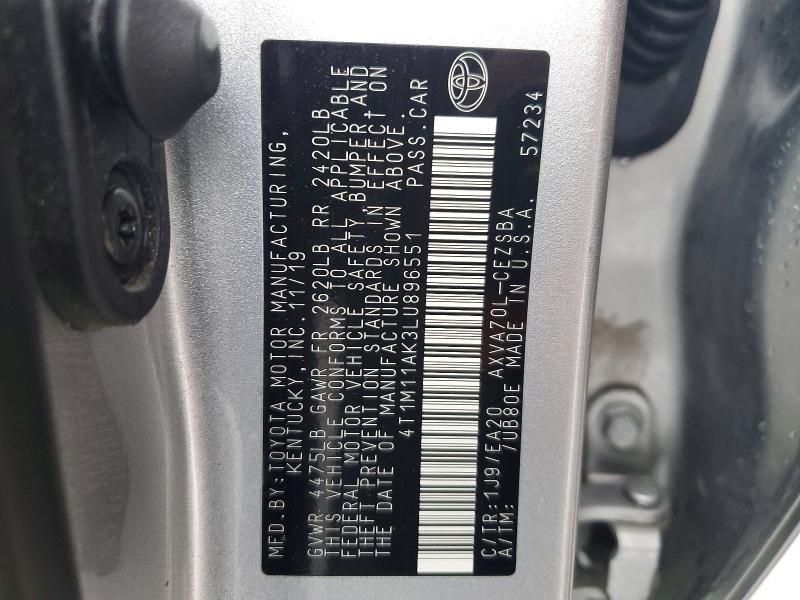 MFD.BY:TOYOTA MOTOR MANUFACTURING,
KENTUCKY, INC. 11/19
GVWR 4475LB GAWR FR 2620LB RR 2420LB
THIS VEHICLE CONFORMS TO ALL APPLICABLE
FEDERAL MOTOR VEHICLE SAFETY, BUMPER AND
THEFT PREVENTION STANDARDS IN EFFECT ON
THE DATE OF MANUFACTURE SHOWN ABOVE.
4T1M11AK3LU896551 PASS.CAR
C/TR:1J9/EA20 AXVA70L-CEZSBA 57234
A/TM: /UB80E MADE IN U.S.A.